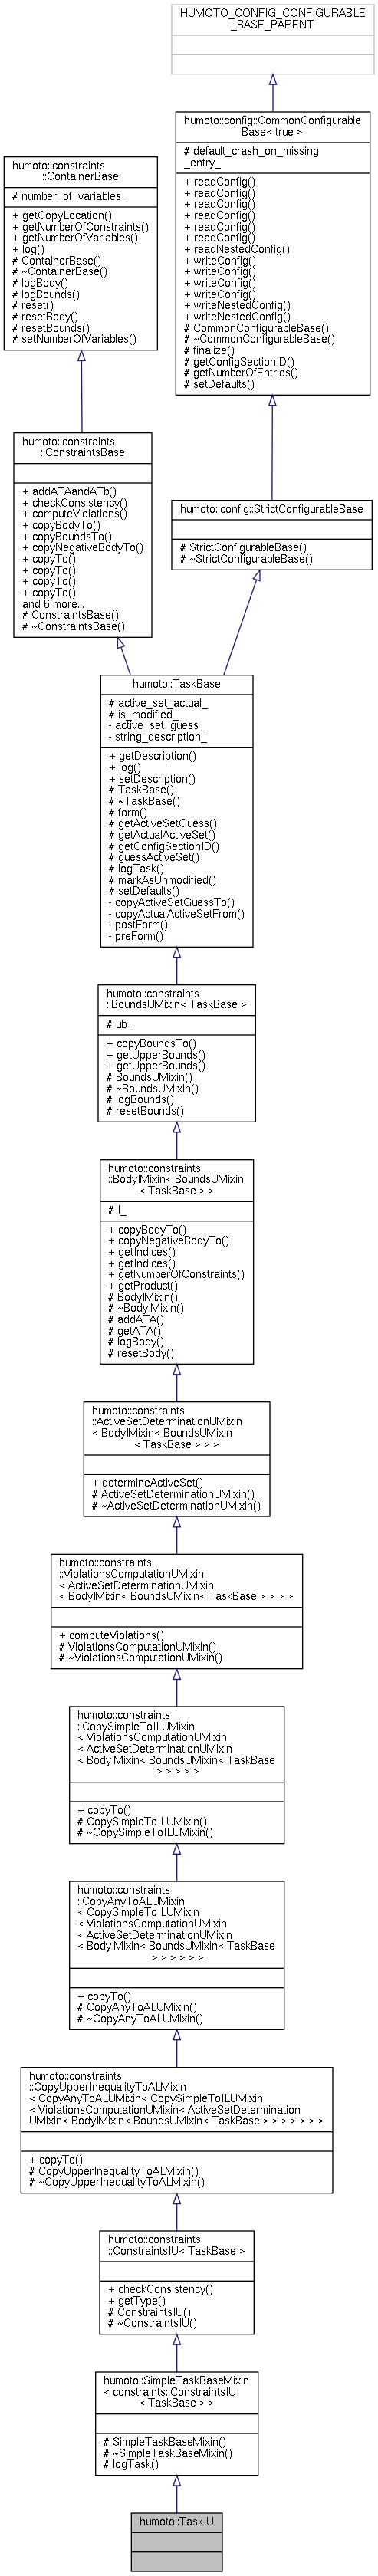 HUMOTO_CONFIG_CONFIGURABLE
_BASE_PARENT
humoto::config::CommonConfigurable
Base< true >
# default_crash_on_missing
_entry_
+ readConfig()
+ readConfig()
+ readConfig()
+ readConfig()
+ readConfig()
+ readConfig()
+ readNestedConfig()
+ writeConfig()
+ writeConfig()
+ writeConfig()
+ writeConfig()
+ writeNestedConfig()
+ writeNestedConfig()
# CommonConfigurableBase()
# ~CommonConfigurableBase()
# finalize()
# getConfigSectionID()
# getNumberOfEntries()
# setDefaults()
humoto::constraints
::ContainerBase
# number_of_variables_
+ getCopyLocation()
+ getNumberOfConstraints()
+ getNumberOfVariables()
+ log()
# ContainerBase()
# ~ContainerBase()
# logBody()
# logBounds()
# reset()
# resetBody()
# resetBounds()
# setNumberOfVariables()
humoto::constraints
::ConstraintsBase
+ addATAandATb()
+ checkConsistency()
+ computeViolations()
+ copyBodyTo()
+ copyBoundsTo()
+ copyNegativeBodyTo()
+ copyTo()
+ copyTo()
+ copyTo()
+ copyTo()
and 6 more...
# ConstraintsBase()
# ~ConstraintsBase()
humoto::config::StrictConfigurableBase
# StrictConfigurableBase()
# ~StrictConfigurableBase()
humoto::TaskBase
# active_set_actual_
# is_modified_
- active_set_guess_
- string_description_
+ getDescription()
+ log()
+ setDescription()
# TaskBase()
# ~TaskBase()
# form()
# getActiveSetGuess()
# getActualActiveSet()
# getConfigSectionID()
# guessActiveSet()
# logTask()
# markAsUnmodified()
# setDefaults()
- copyActiveSetGuessTo()
- copyActualActiveSetFrom()
- postForm()
- preForm()
humoto::constraints
::BoundsUMixin< TaskBase >
# ub_
+ copyBoundsTo()
+ getUpperBounds()
+ getUpperBounds()
# BoundsUMixin()
# ~BoundsUMixin()
# logBounds()
# resetBounds()
humoto::constraints
::BodyIMixin< BoundsUMixin
< TaskBase > >
# I_
+ copyBodyTo()
+ copyNegativeBodyTo()
+ getIndices()
+ getIndices()
+ getNumberOfConstraints()
+ getProduct()
# BodyIMixin()
# ~BodyIMixin()
# addATA()
# getATA()
# logBody()
# resetBody()
humoto::constraints
::ActiveSetDeterminationUMixin
< BodyIMixin< BoundsUMixin
< TaskBase > > >
+ determineActiveSet()
# ActiveSetDeterminationUMixin()
# ~ActiveSetDeterminationUMixin()
humoto::constraints
::ViolationsComputationUMixin
< ActiveSetDeterminationUMixin
< BodyIMixin< BoundsUMixin< TaskBase > > > >
+ computeViolations()
# ViolationsComputationUMixin()
# ~ViolationsComputationUMixin()
humoto::constraints
::CopySimpleToILUMixin
< ViolationsComputationUMixin
< ActiveSetDeterminationUMixin
< BodyIMixin< BoundsUMixin< TaskBase
> > > > >
+ copyTo()
# CopySimpleToILUMixin()
# ~CopySimpleToILUMixin()
humoto::constraints
::CopyAnyToALUMixin
< CopySimpleToILUMixin
< ViolationsComputationUMixin
< ActiveSetDeterminationUMixin
< BodyIMixin< BoundsUMixin< TaskBase
> > > > > >
+ copyTo()
# CopyAnyToALUMixin()
# ~CopyAnyToALUMixin()
humoto::constraints
::CopyUpperInequalityToALMixin
< CopyAnyToALUMixin< CopySimpleToILUMixin
< ViolationsComputationUMixin< ActiveSetDetermination
UMixin< BodyIMixin< BoundsUMixin< TaskBase > > > > > > >
+ copyTo()
# CopyUpperInequalityToALMixin()
# ~CopyUpperInequalityToALMixin()
humoto::constraints
::ConstraintsIU< TaskBase >
+ checkConsistency()
+ getType()
# ConstraintsIU()
# ~ConstraintsIU()
humoto::SimpleTaskBaseMixin
< constraints::ConstraintsIU
< TaskBase > >
# SimpleTaskBaseMixin()
# ~SimpleTaskBaseMixin()
# logTask()
humoto::TaskIU